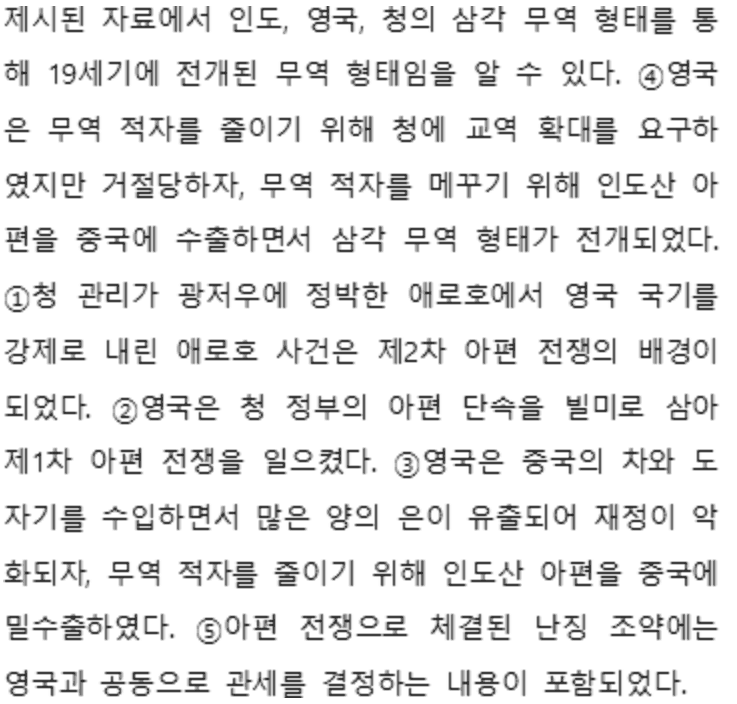 제시된 자료에서 인도, 영국, 청의 삼각 무역 형태를 통
해 19세기에 전개된 무역 형태임을 알 수 있다. ④영국
은 무역 적자를 줄이기 위해 청에 교역 확대를 요구하
였지만 거절당하자, 무역 적자를 메꾸기 위해 인도산 아
편을 중국에 수출하면서 삼각 무역 형태가 전개되었다.
①청 관리가 광저우에 정박한 애로호에서 영국 국기를
강제로 내린 애로호 사건은 제2차 아편 전쟁의 배경이
되었다. ②영국은 청 정부의 아편 단속을 빌미로 삼아
제1차 아편 전쟁을 일으켰다. ③영국은 중국의 차와 도
자기를 수입하면서 많은 양의 은이 유출되어 재정이 악
화되자, 무역 적자를 줄이기 위해 인도산 아편을 중국에
밀수출하였다. ⑤아편 전쟁으로 체결된 난징 조약에는
영국과 공동으로 관세를 결정하는 내용이 포함되었다.